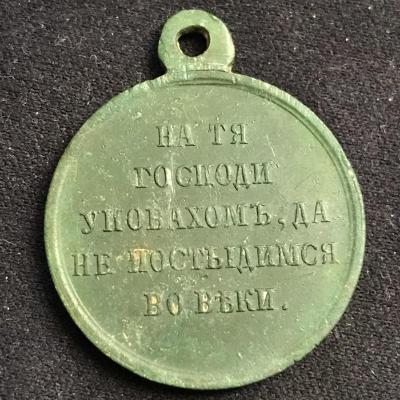 НА ТЯ
ГОСПОДИ
УПОВАХОМЪ, ДА
НЕ ПОСТЫДИМСЯ
ВО ВѢКИ.